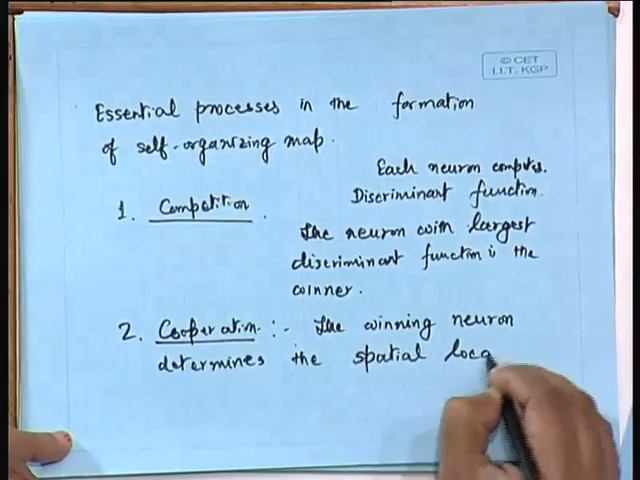 © CET
I.I.T. KGP
Essential processes in the formation
of self-organizing map.
Each neuron computes.
1. Competition. Discriminant function.
The neuron with largest
discriminant function is the
winner.
2. Cooperation :- The winning neuron
determines the spatial loca